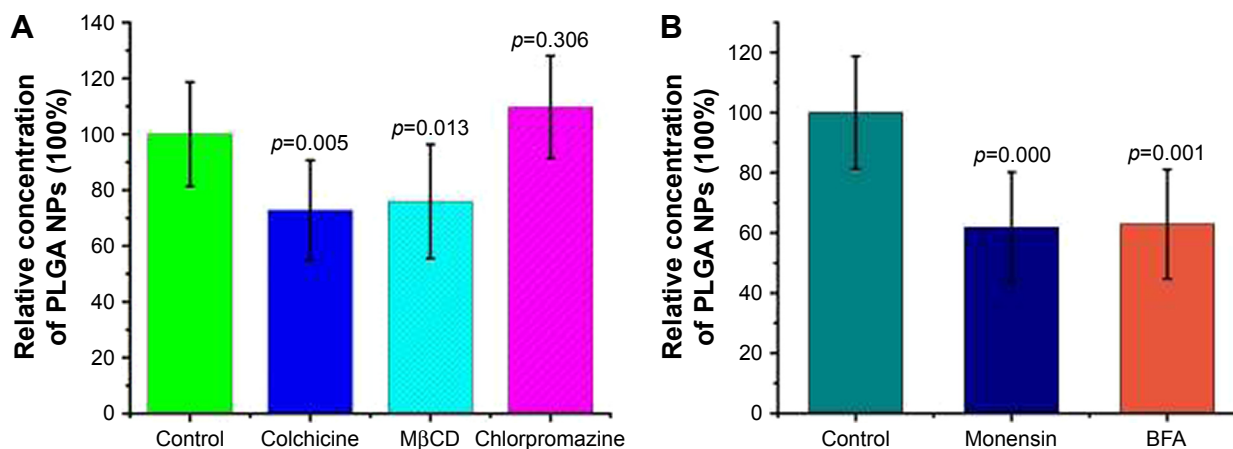 A
Relative concentration
of PLGA NPs (100%)
140
120
100
80
60
40
20
0
p=0.005
p=0.013
p=0.306
Control
Colchicine
MβCD
Chlorpromazine
B
Relative concentration
of PLGA NPs (100%)
120
100
80
60
40
20
0
p=0.000
p=0.001
Control
Monensin
BFA